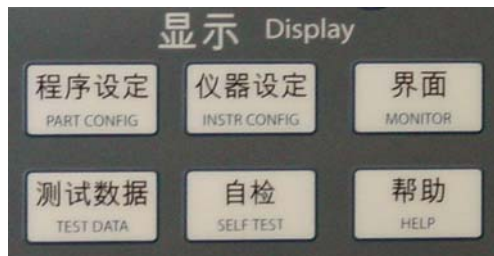 显示 Display
程序设定 仪器设定 界面
PART CONFIG INSTR CONFIG MONITOR
测试数据 自检 帮助
TEST DATA SELF TEST HELP